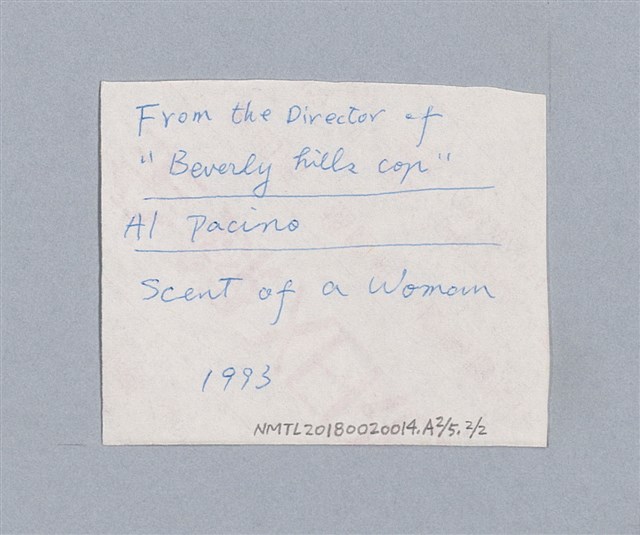 From the Director of
"Beverly hills cop"
Al Pacino
Scent of a Woman
1993
NMTL20180020014.A2/5.2/2